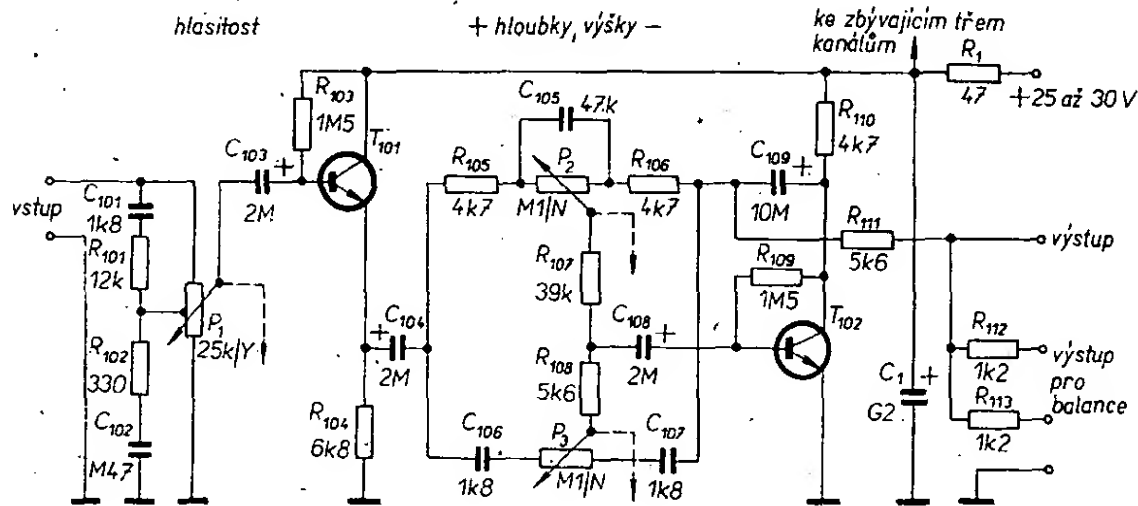 hlasitost
+ hloubky, výšky −
ke zbývajícím třem
kanálům
R1
47
+25 až 30 V
R103
1M5
C105
47k
R110
4k7
T101
C103
+
2M
R105
4k7
P2
M1/N
R106
4k7
C109
+
10M
vstup
C101
1k8
R101
12k
R111
5k6
výstup
R107
39k
R109
1M5
P1
25k/Y
+
C104
2M
C108
+
2M
T102
R102
330
R108
5k6
C1
+
G2
R112
1k2
výstup
pro
balance
R113
1k2
C102
M47
R104
6k8
C106
1k8
P3
M1/N
C107
1k8